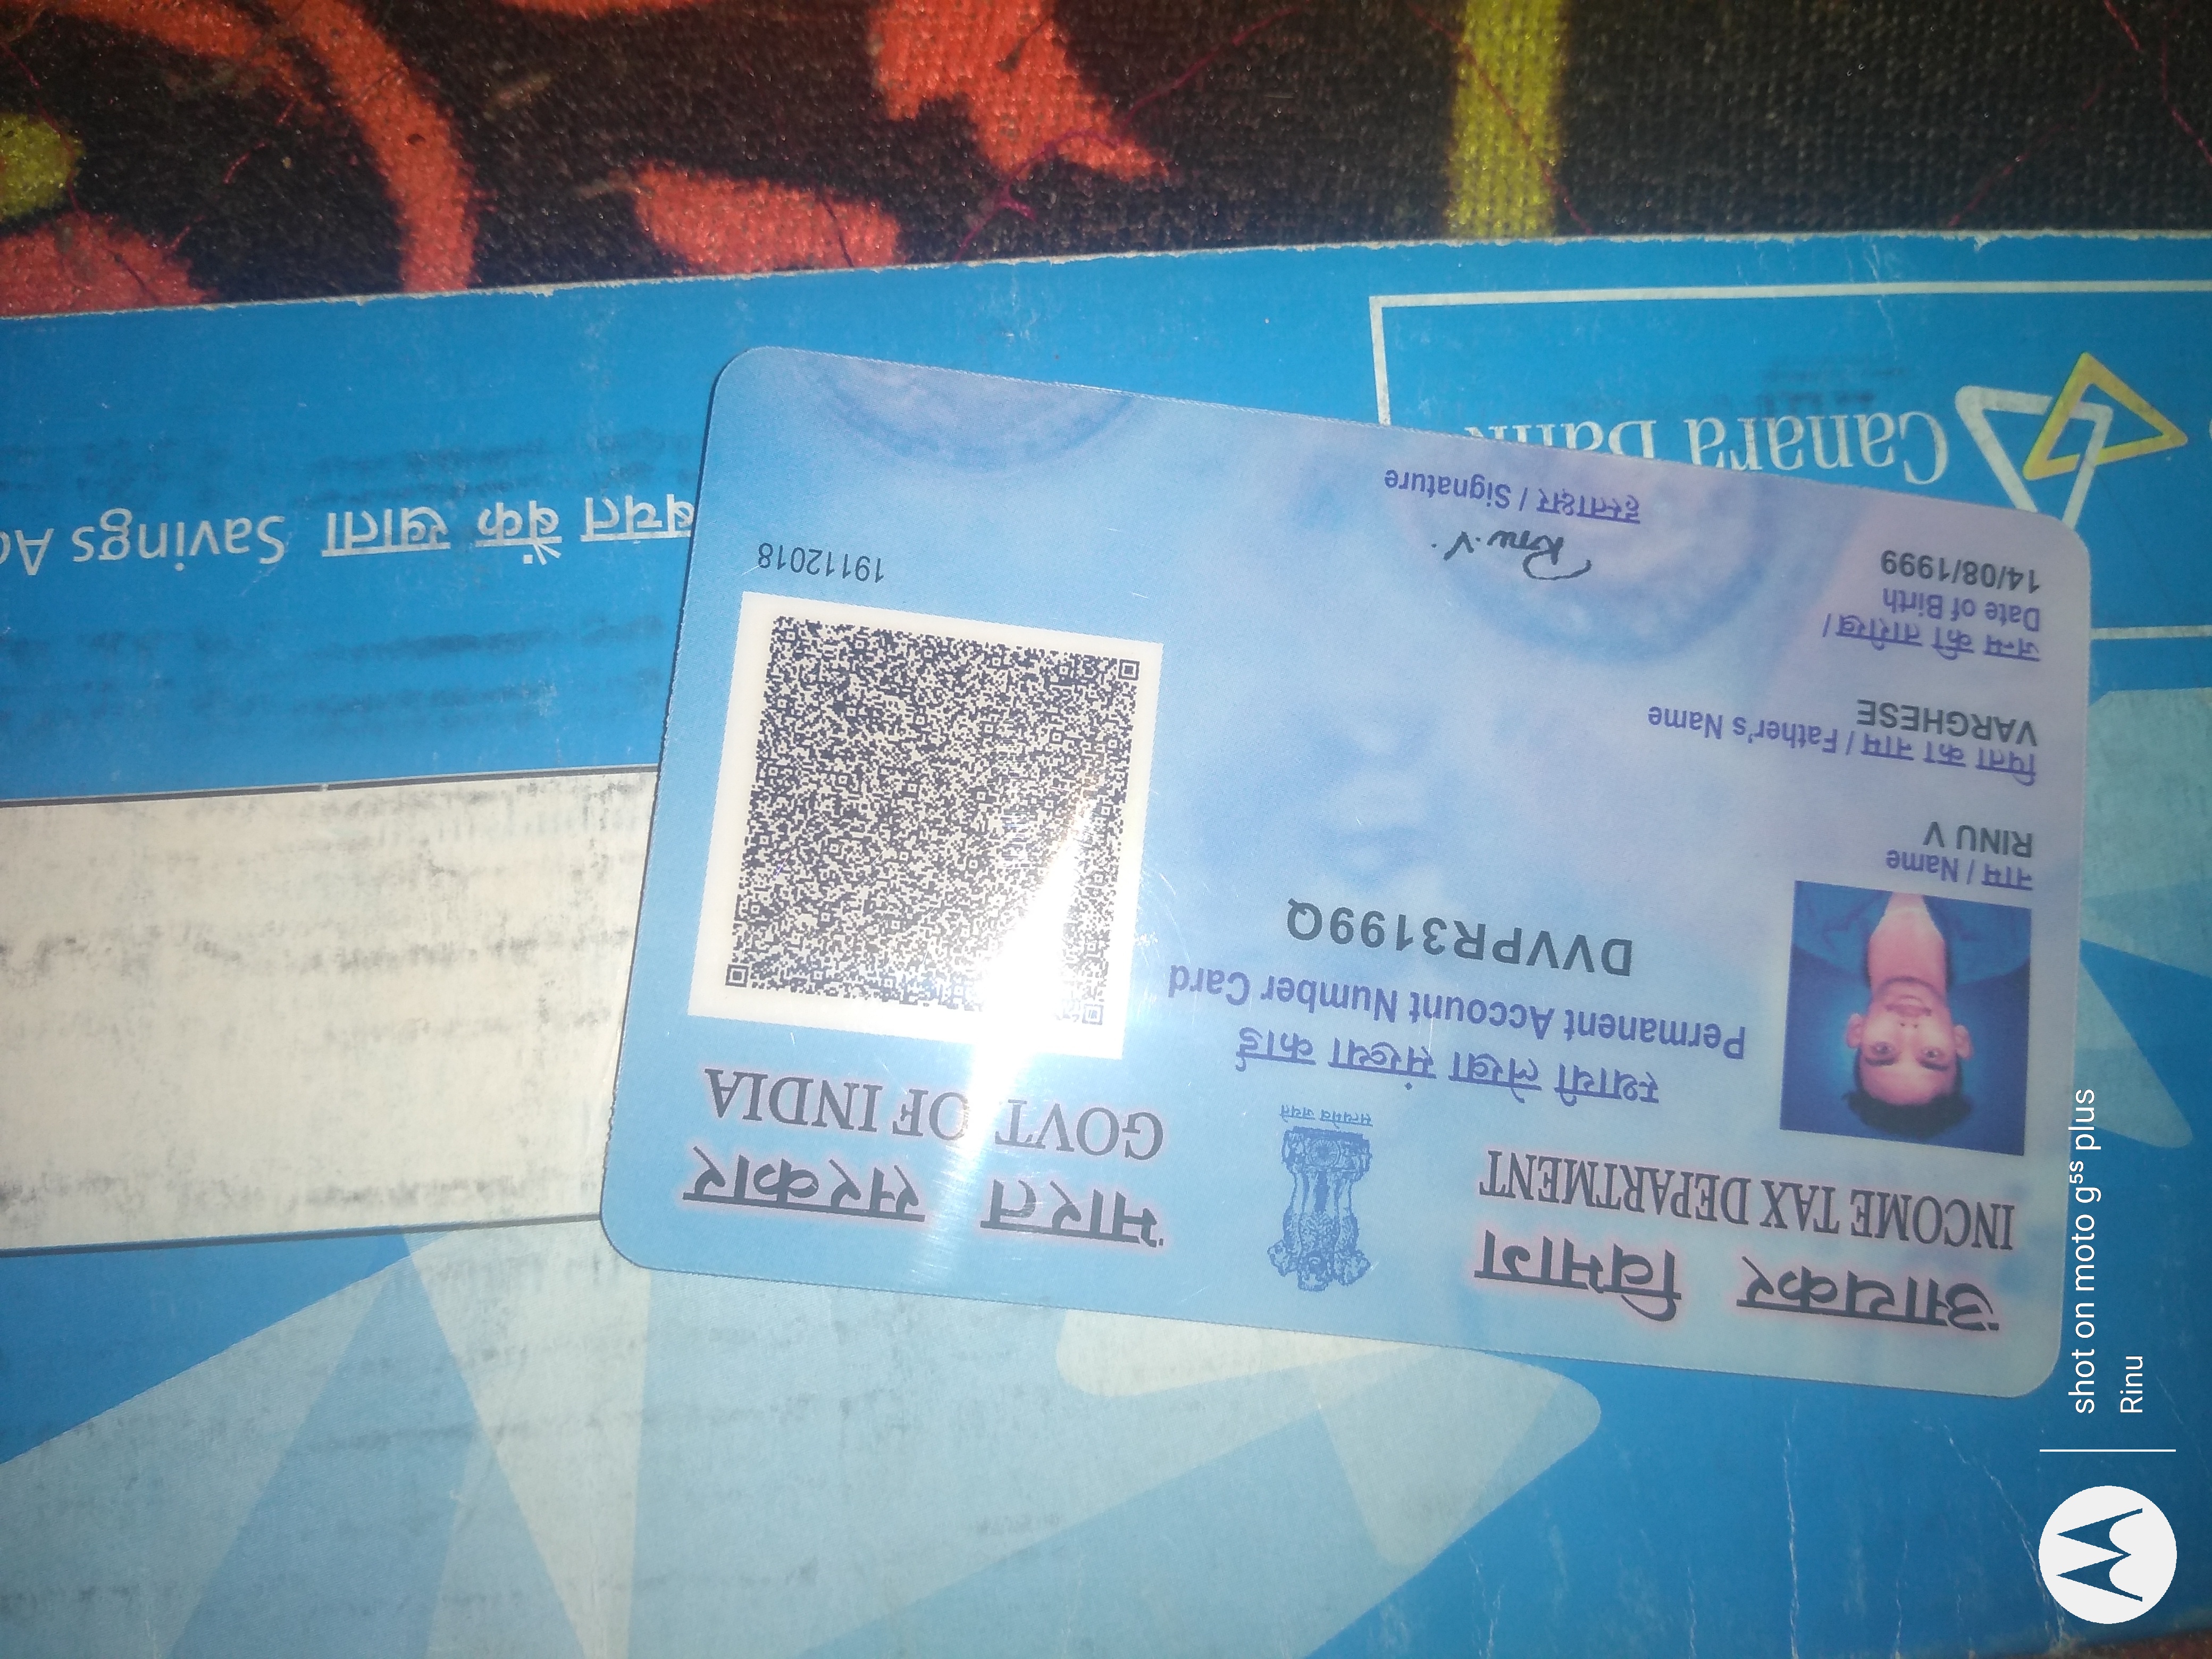 आयकर विभाग
INCOME TAX DEPARTMENT
सत्यमेव जयते
भारत सरकार
GOVT. OF INDIA
स्थायी लेखा संख्या कार्ड
Permanent Account Number Card
DVVPR3199Q
नाम / Name
RINU V
पिता का नाम / Father's Name
VARGHESE
जन्म की तारीख /
Date of Birth
14/08/1999
Rinu.V.
हस्ताक्षर / Signature
19112018
Canara Bank
बचत बैंक खाता Savings
shot on moto g⁵ˢ plus
Rinu